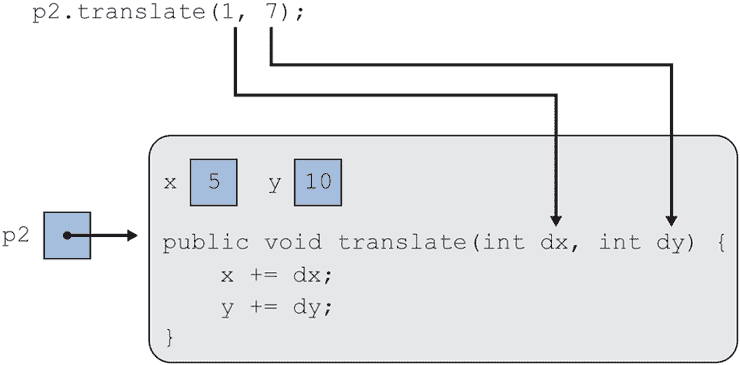 p2.translate(1, 7);
x 5 y 10
p2
public void translate(int dx, int dy) {
    x += dx;
    y += dy;
}